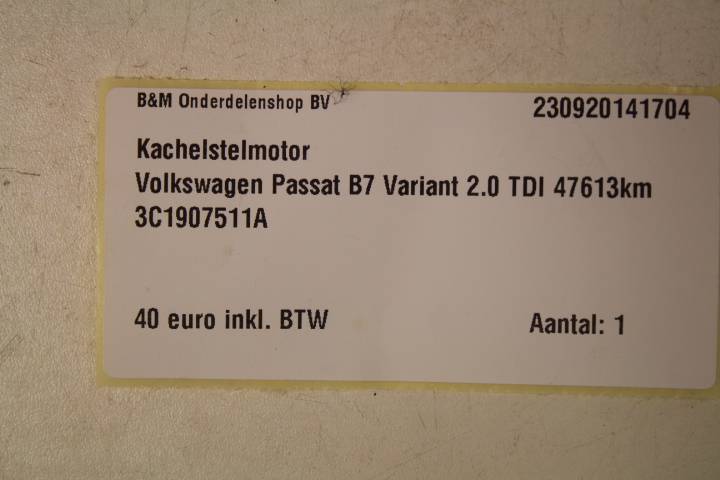 B&M Onderdelenshop BV 230920141704
Kachelstelmotor
Volkswagen Passat B7 Variant 2.0 TDI 47613km
3C1907511A
40 euro inkl. BTW Aantal: 1